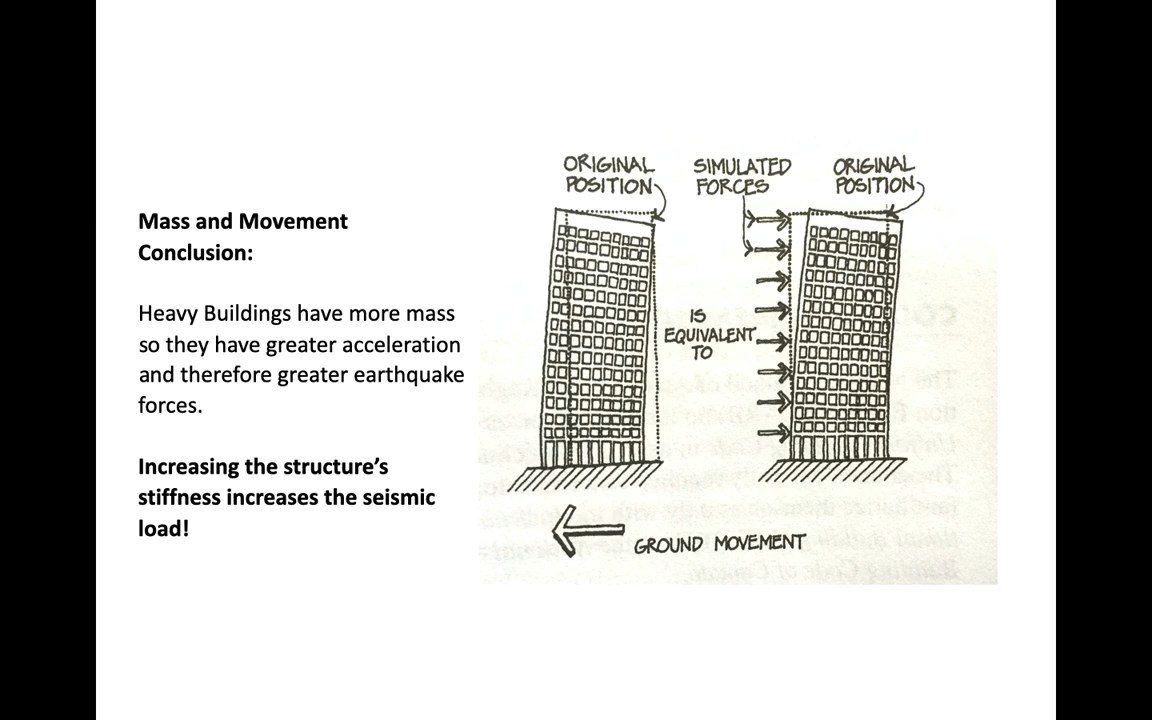 Mass and Movement
Conclusion:
Heavy Buildings have more mass
so they have greater acceleration
and therefore greater earthquake
forces.
Increasing the structure’s
stiffness increases the seismic
load!
ORIGINAL
POSITION
SIMULATED
FORCES
ORIGINAL
POSITION
IS
EQUIVALENT
TO
GROUND MOVEMENT